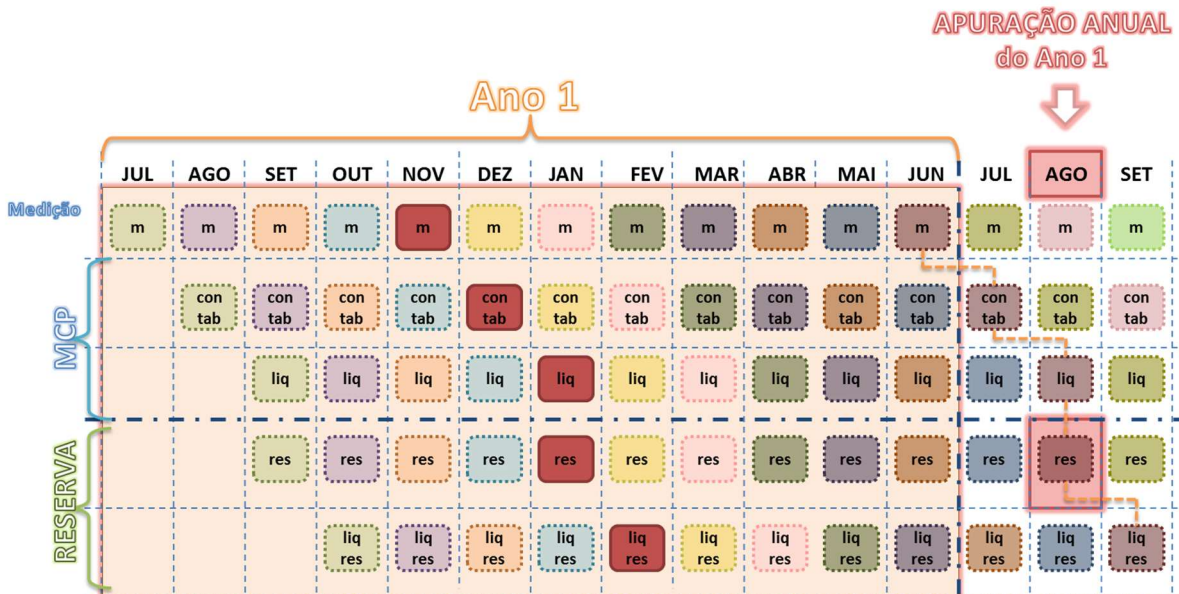 APURAÇÃO ANUAL
do Ano 1
Ano 1
JUL AGO SET OUT NOV DEZ JAN FEV MAR ABR MAI JUN JUL AGO SET
Medição
m m m m m m m m m m m m m m m
MCP
con con con con con con con con con con con con con con
tab tab tab tab tab tab tab tab tab tab tab tab tab tab
liq liq liq liq liq liq liq liq liq liq liq liq liq
RESERVA
res res res res res res res res res res res res res
liq liq liq liq liq liq liq liq liq liq liq liq
res res res res res res res res res res res res